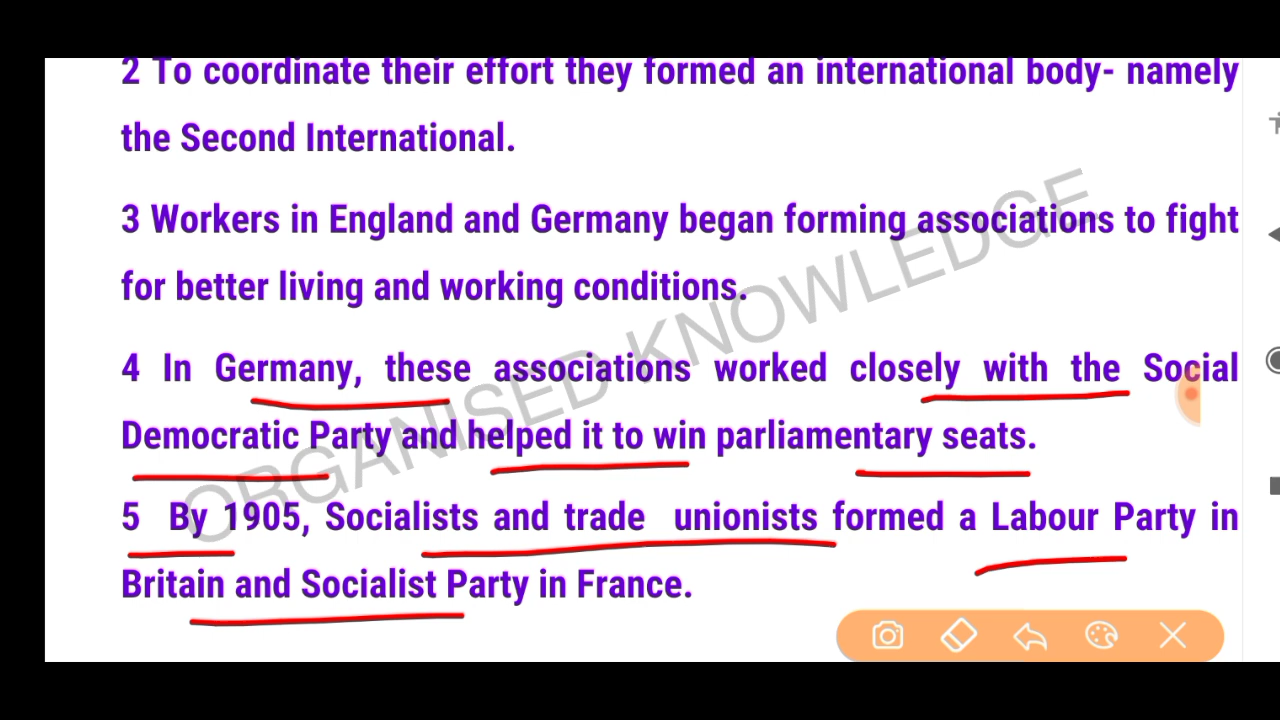 2 To coordinate their effort they formed an international body- namely
the Second International.
3 Workers in England and Germany began forming associations to fight
for better living and working conditions.
4 In Germany, these associations worked closely with the Social
Democratic Party and helped it to win parliamentary seats.
5 By 1905, Socialists and trade unionists formed a Labour Party in
Britain and Socialist Party in France.
ORGANISED KNOWLEDGE